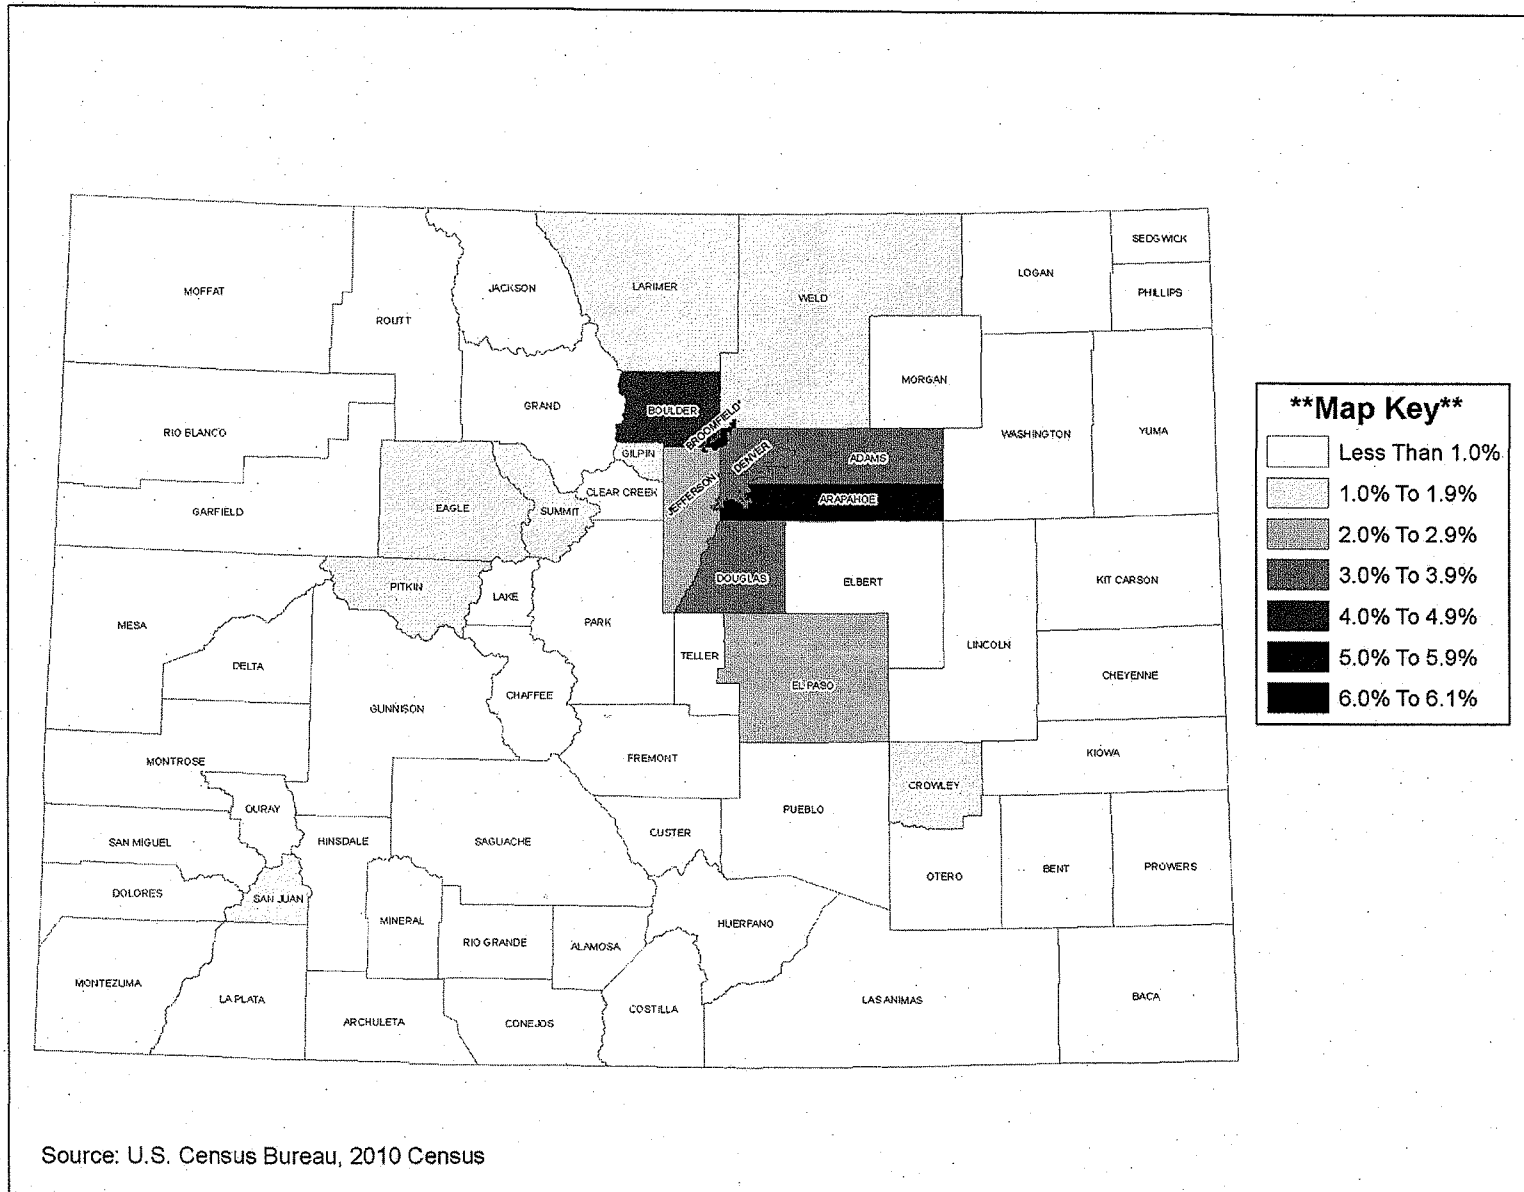 SEDGWICK
LOGAN
MOFFAT
JACKSON
LARIMER
WELD
PHILLIPS
ROUTT
MORGAN
GRAND
BOULDER
BROOMFIELD*
RIO BLANCO
WASHINGTON
YUMA
GILPIN
DENVER
ADAMS
CLEAR CREEK
JEFFERSON
ARAPAHOE
GARFIELD
EAGLE
SUMMIT
PITKIN
LAKE
DOUGLAS
ELBERT
KIT CARSON
MESA
PARK
DELTA
TELLER
LINCOLN
CHEYENNE
GUNNISON
CHAFFEE
EL PASO
MONTROSE
FREMONT
KIOWA
OURAY
CROWLEY
PUEBLO
SAN MIGUEL
HINSDALE
SAGUACHE
CUSTER
DOLORES
SAN JUAN
OTERO
BENT
PROWERS
MINERAL
RIO GRANDE
ALAMOSA
HUERFANO
MONTEZUMA
LA PLATA
ARCHULETA
CONEJOS
COSTILLA
LAS ANIMAS
BACA
**Map Key**
Less Than 1.0%
1.0% To 1.9%
2.0% To 2.9%
3.0% To 3.9%
4.0% To 4.9%
5.0% To 5.9%
6.0% To 6.1%
Source: U.S. Census Bureau, 2010 Census